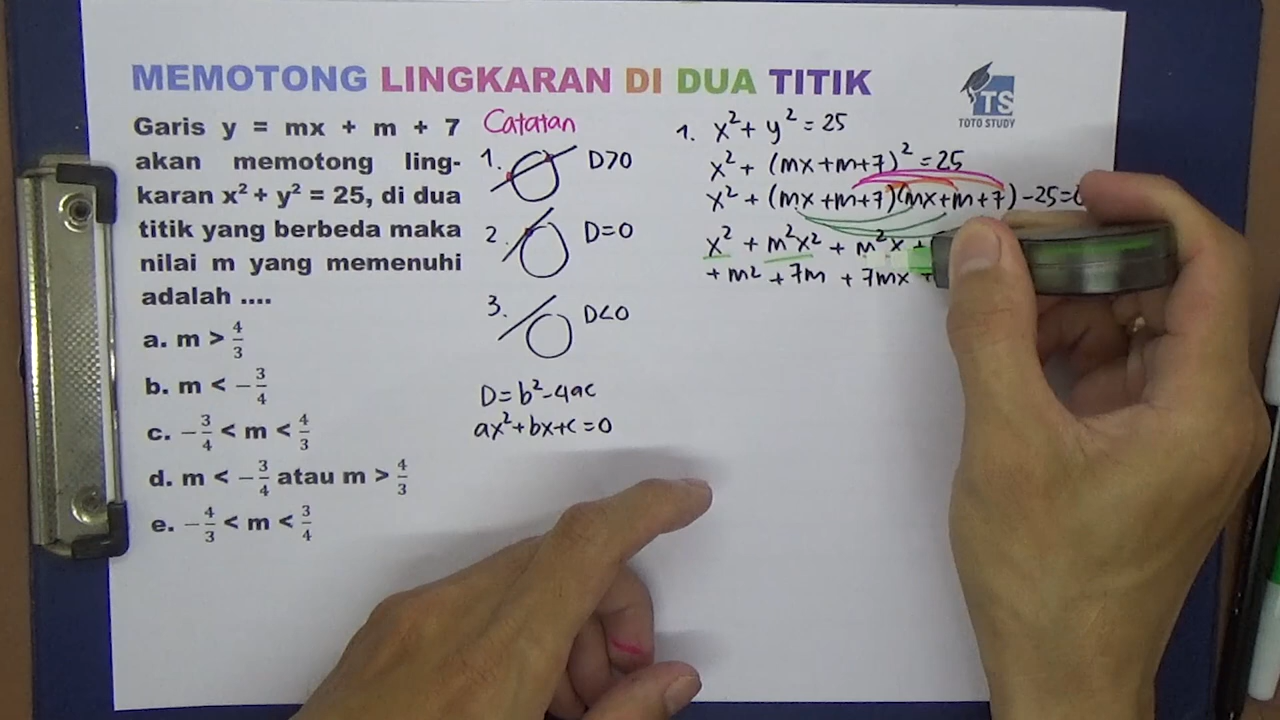 MEMOTONG LINGKARAN DI DUA TITIK
TS
TOTO STUDY
Garis y = mx + m + 7
akan memotong ling-
karan x² + y² = 25, di dua
titik yang berbeda maka
nilai m yang memenuhi
adalah ....
a. m > 4/3
b. m < -3/4
c. -3/4 < m < 4/3
d. m < -3/4 atau m > 4/3
e. -4/3 < m < 3/4
Catatan
1. D>0
2. D=0
3. D<0
D=b²-4ac
ax²+bx+c=0
1. x²+y²=25
x²+(mx+m+7)²=25
x²+(mx+m+7)(mx+m+7)-25=0
x²+m²x²+m²x+
+m2+7m+7mx+